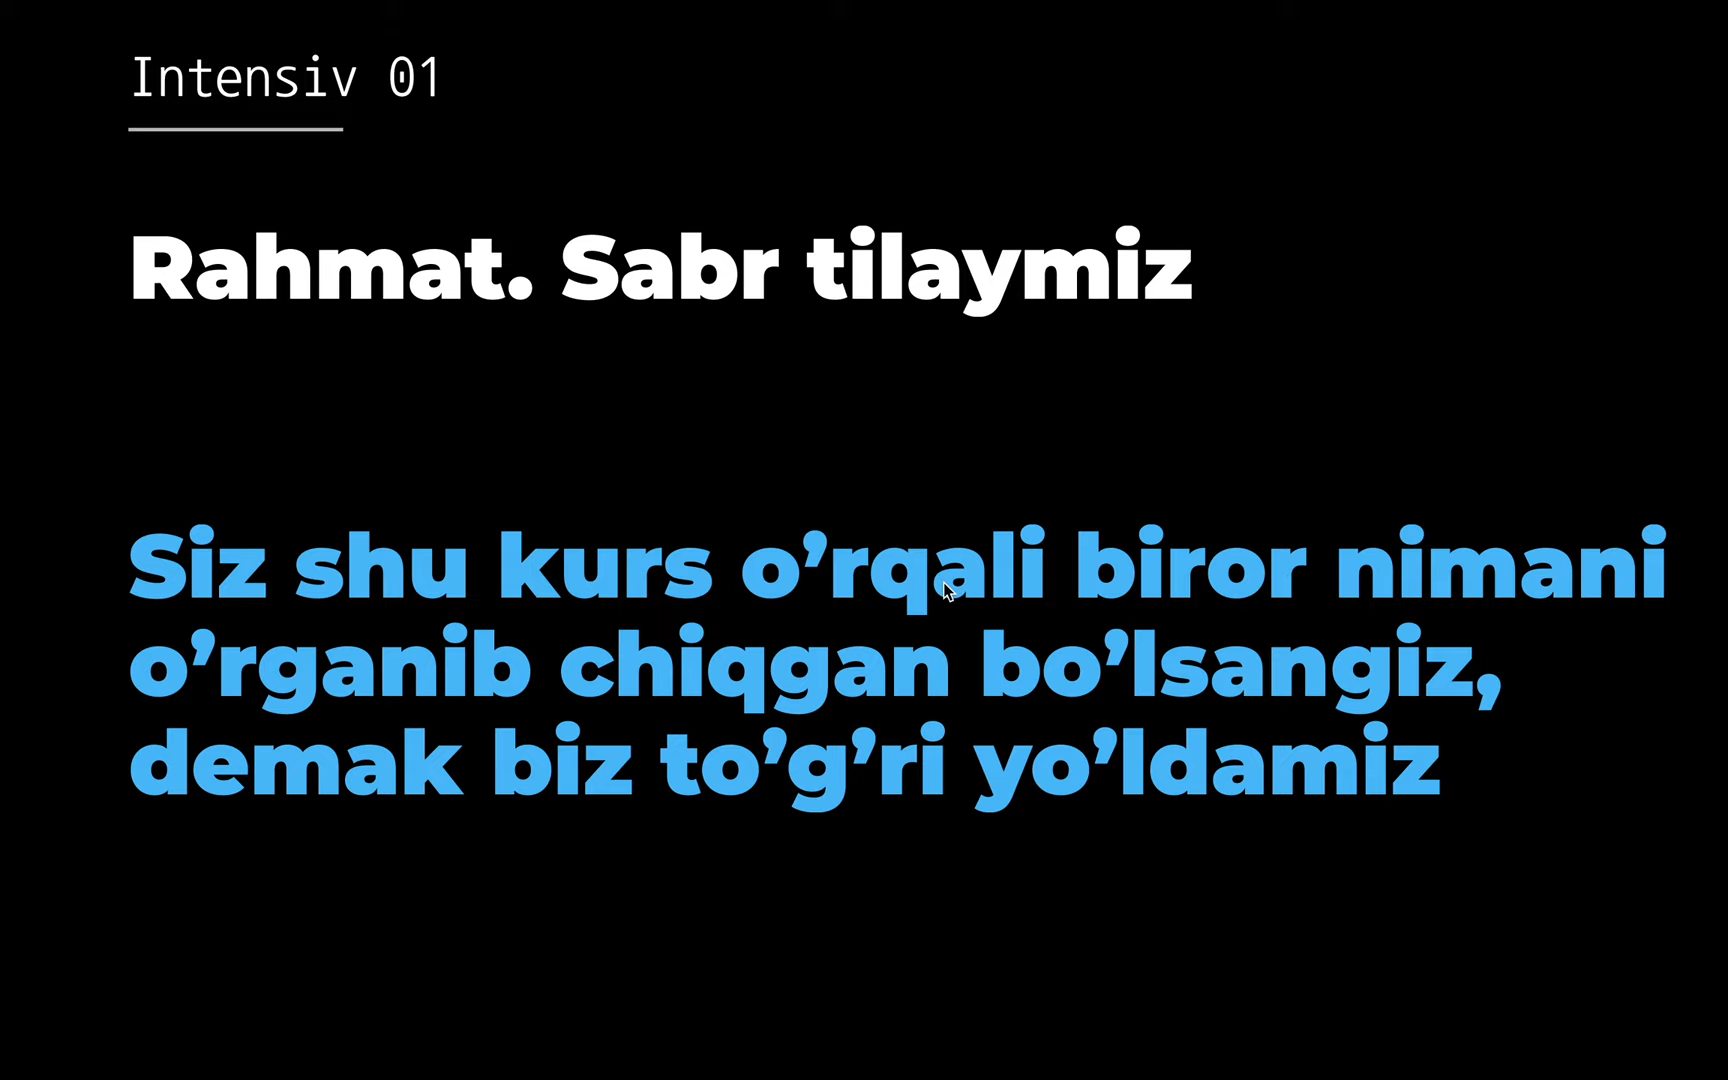 Intensiv 01
Rahmat. Sabr tilaymiz
Siz shu kurs o’rqali biror nimani
o’rganib chiqgan bo’lsangiz,
demak biz to’g’ri yo’ldamiz